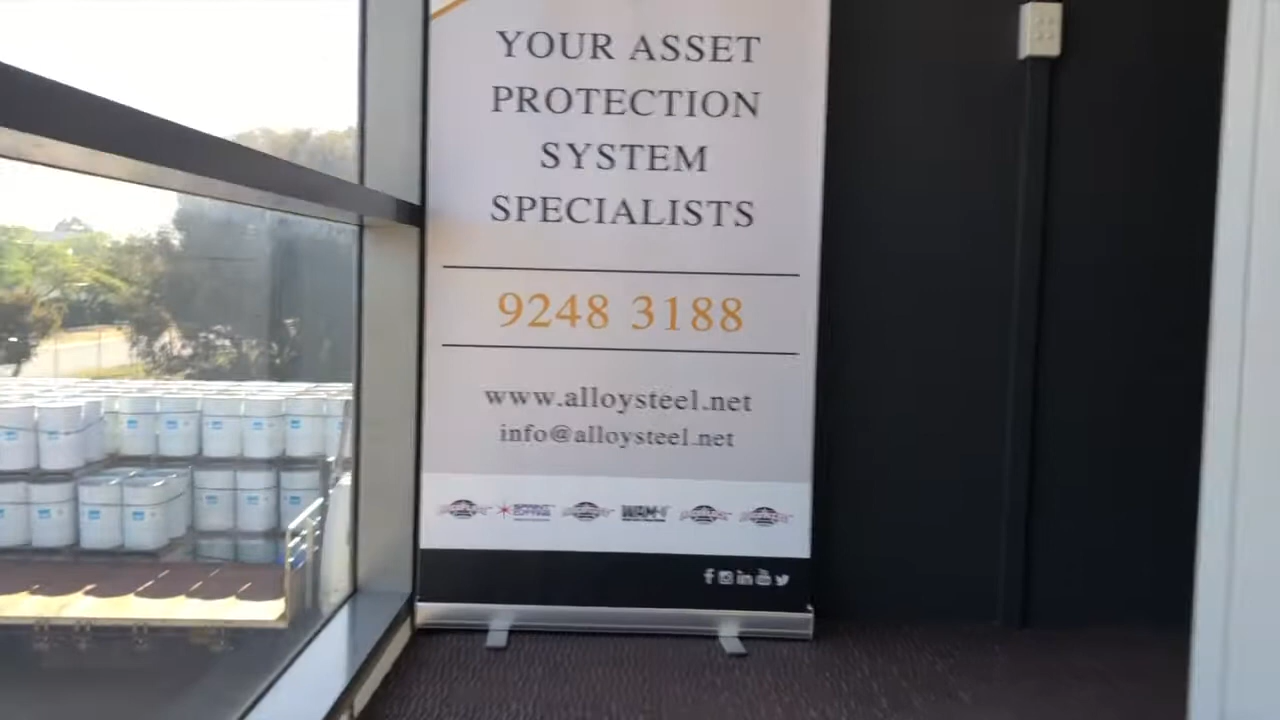 YOUR ASSET
PROTECTION
SYSTEM
SPECIALISTS
9248 3188
www.alloysteel.net
info@alloysteel.net